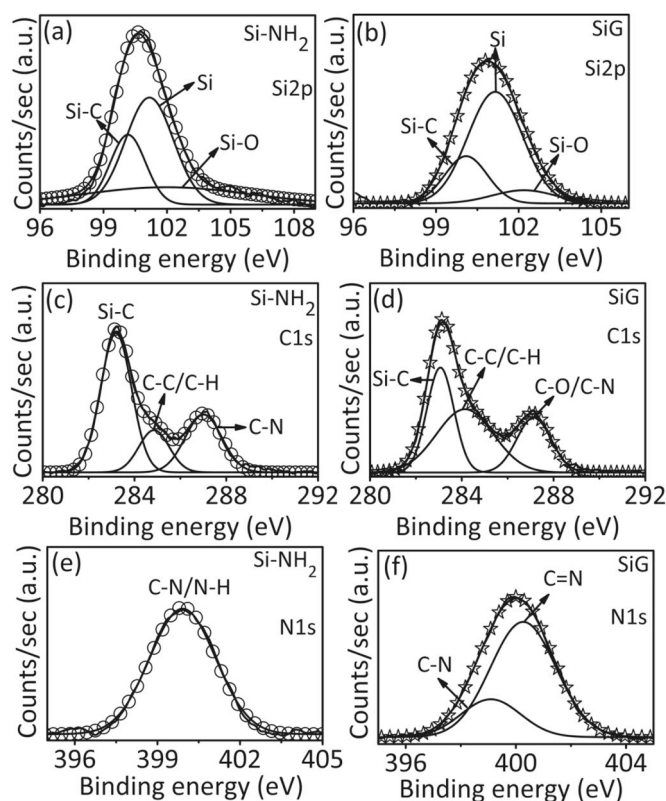 (a) Si-NH₂
Si
Si2p
Si-C
Si-O
96 99 102 105 108
Binding energy (eV)
Counts/sec (a.u.)
(b) SiG
Si
Si2p
Si-C
Si-O
96 99 102 105
Binding energy (eV)
Counts/sec (a.u.)
(c) Si-NH₂
Si-C
C1s
C-C/C-H
C-N
280 284 288 292
Binding energy (eV)
Counts/sec (a.u.)
(d) SiG
C1s
C-C/C-H
Si-C
C-O/C-N
280 284 288 292
Binding energy (eV)
Counts/sec (a.u.)
(e) Si-NH₂
C-N/N-H
N1s
396 399 402 405
Binding energy (eV)
Counts/sec (a.u.)
(f) SiG
C=N
N1s
C-N
396 400 404
Binding energy (eV)
Counts/sec (a.u.)